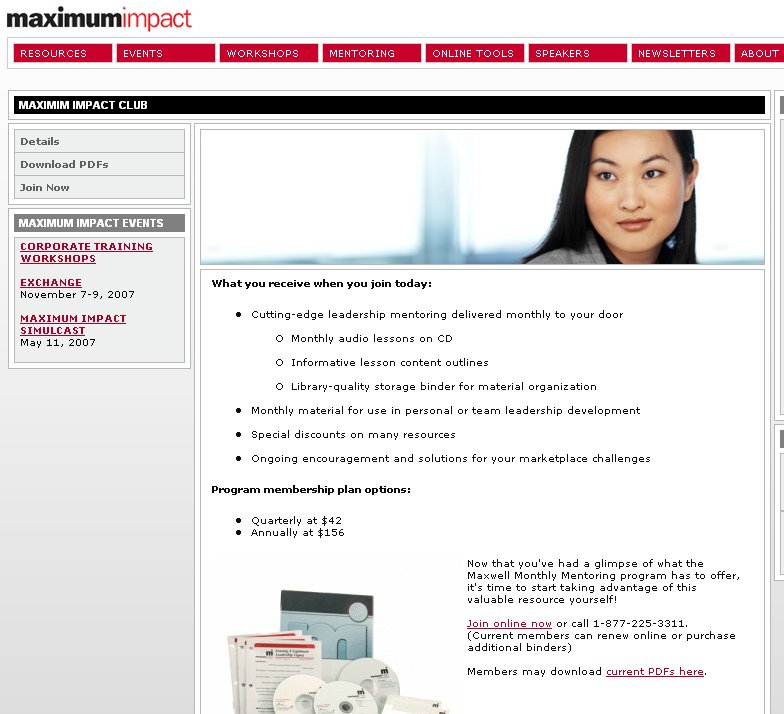 maximumimpact
RESOURCES
EVENTS
WORKSHOPS
MENTORING
ONLINE TOOLS
SPEAKERS
NEWSLETTERS
ABOUT
MAXIMIM IMPACT CLUB
Details
Download PDFs
Join Now
MAXIMUM IMPACT EVENTS
CORPORATE TRAINING
WORKSHOPS
EXCHANGE
November 7-9, 2007
MAXIMUM IMPACT
SIMULCAST
May 11, 2007
What you receive when you join today:
Cutting-edge leadership mentoring delivered monthly to your door
Monthly audio lessons on CD
Informative lesson content outlines
Library-quality storage binder for material organization
Monthly material for use in personal or team leadership development
Special discounts on many resources
Ongoing encouragement and solutions for your marketplace challenges
Program membership plan options:
Quarterly at $42
Annually at $156
Now that you've had a glimpse of what the
Maxwell Monthly Mentoring program has to offer,
it's time to start taking advantage of this
valuable resource yourself!
Join online now or call 1-877-225-3311.
(Current members can renew online or purchase
additional binders)
Members may download current PDFs here.